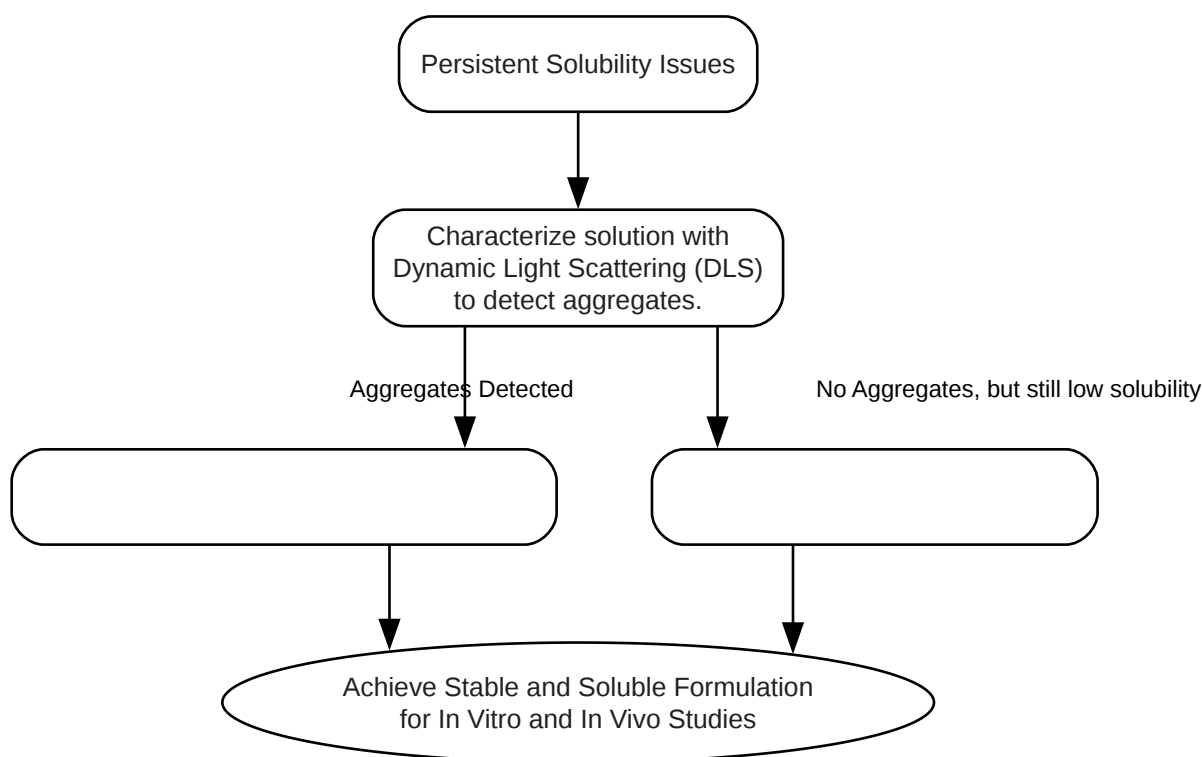 Persistent Solubility Issues
Characterize solution with
Dynamic Light Scattering (DLS)
to detect aggregates.
Aggregates Detected
No Aggregates, but still low solubility
Achieve Stable and Soluble Formulation
for In Vitro and In Vivo Studies